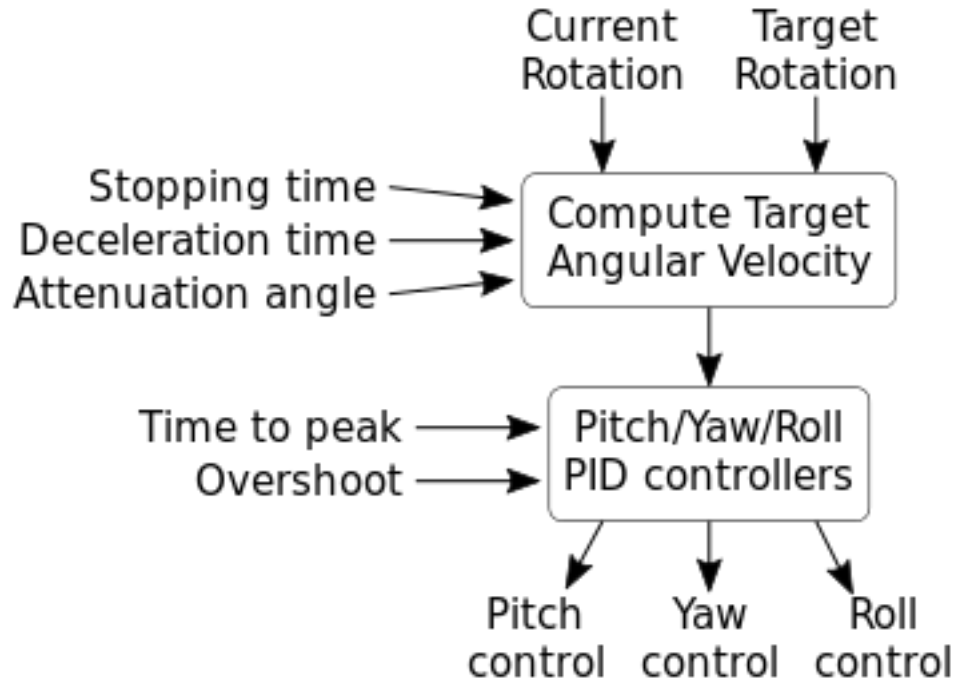 Current
Rotation
Target
Rotation
Stopping time
Deceleration time
Attenuation angle
Compute Target
Angular Velocity
Time to peak
Overshoot
Pitch/Yaw/Roll
PID controllers
Pitch
control
Yaw
control
Roll
control